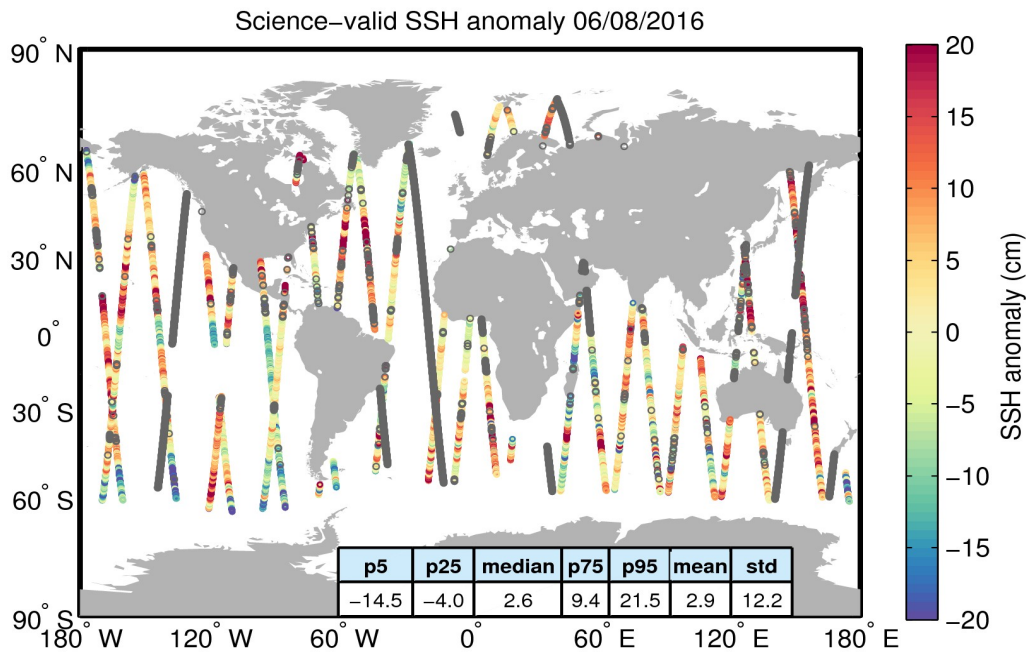 Science−valid SSH anomaly 06/08/2016
90° N
60° N
30° N
0°
30° S
60° S
90° S
180° W
120° W
60° W
0°
60° E
120° E
180° E
p5 p25 median p75 p95 mean std
−14.5 −4.0 2.6 9.4 21.5 2.9 12.2
20
15
10
5
0
−5
−10
−15
−20
SSH anomaly (cm)